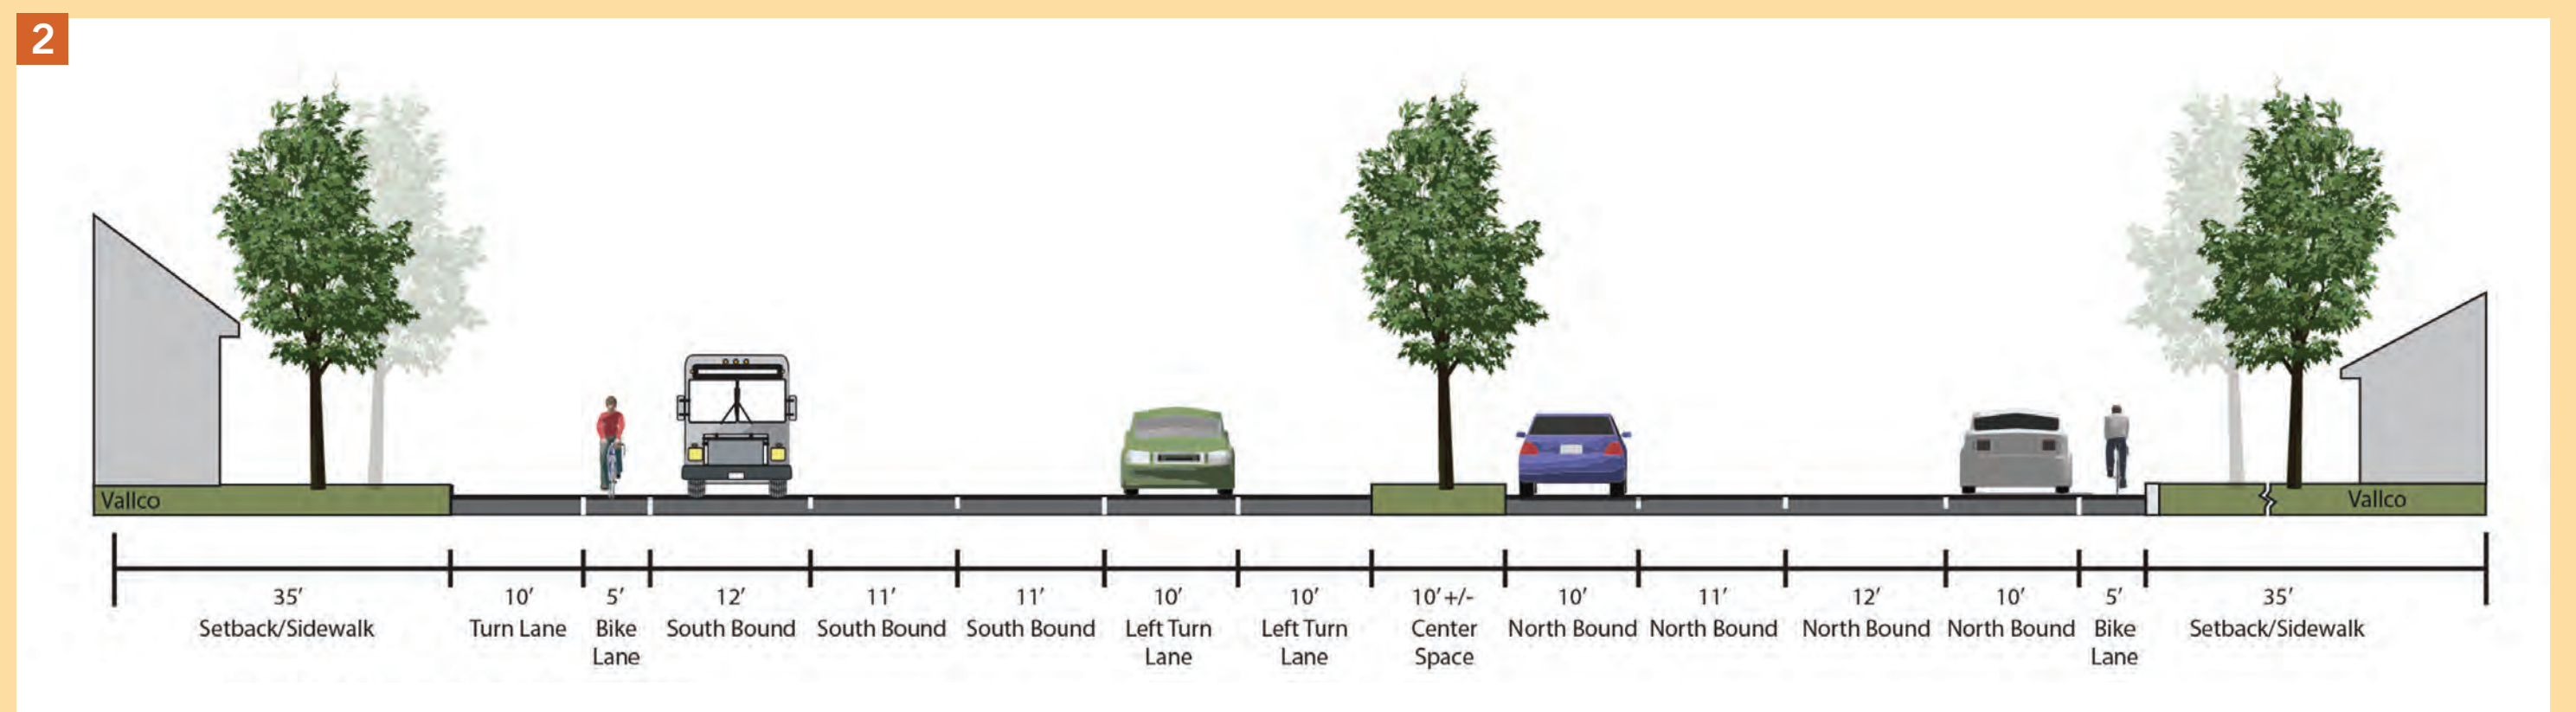 2
Vallco
Vallco
35′
10′
5′
12′
11′
11′
10′
10′
10′+/-
10′
11′
12′
10′
5′
35′
Setback/Sidewalk
Turn Lane
Bike
Lane
South Bound
South Bound
South Bound
Left Turn
Lane
Left Turn
Lane
Center
Space
North Bound
North Bound
North Bound
North Bound
Bike
Lane
Setback/Sidewalk